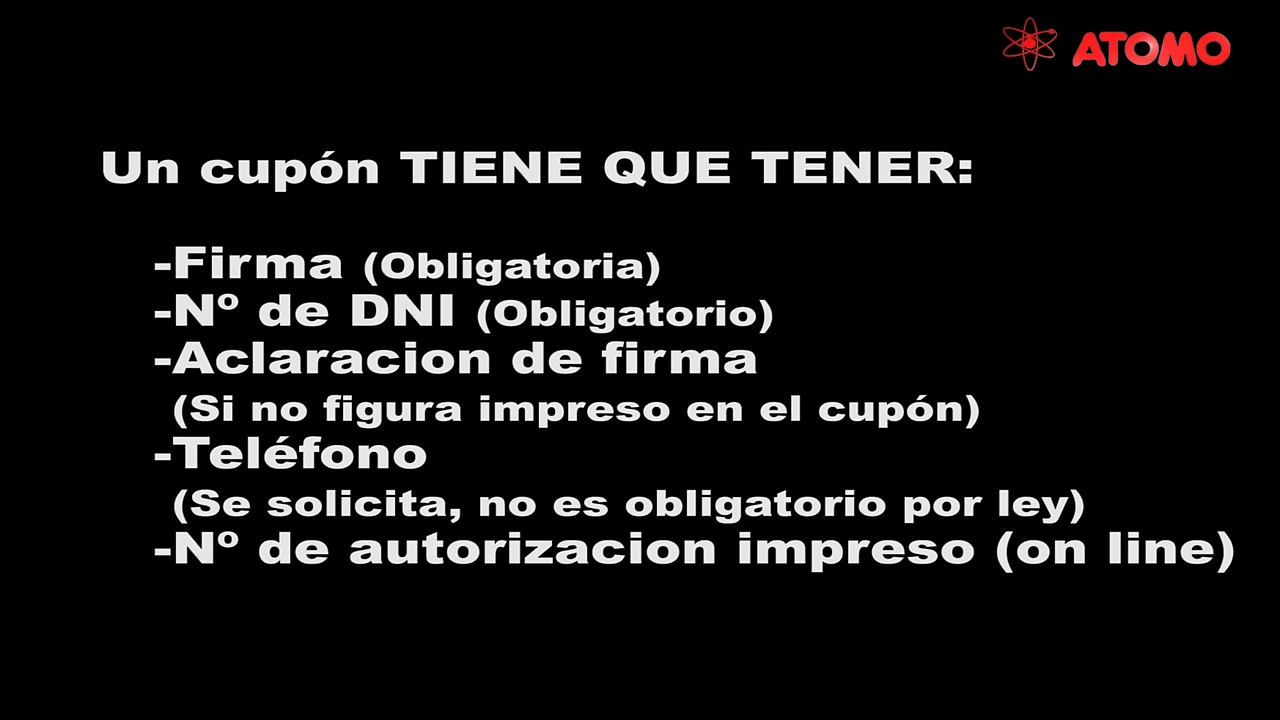 ATOMO
Un cupón TIENE QUE TENER:
-Firma (Obligatoria)
-Nº de DNI (Obligatorio)
-Aclaracion de firma
(Si no figura impreso en el cupón)
-Teléfono
(Se solicita, no es obligatorio por ley)
-Nº de autorizacion impreso (on line)